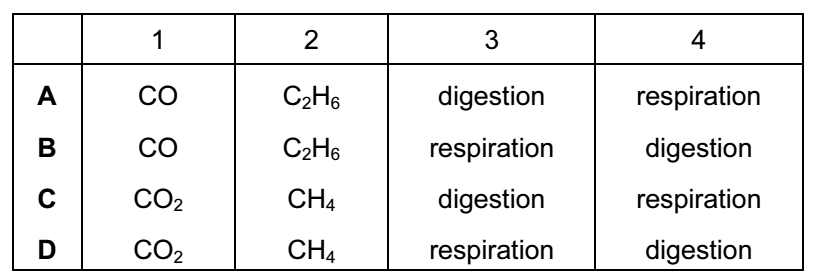 1 2 3 4
A CO C₂H₆ digestion respiration
B CO C₂H₆ respiration digestion
C CO₂ CH₄ digestion respiration
D CO₂ CH₄ respiration digestion